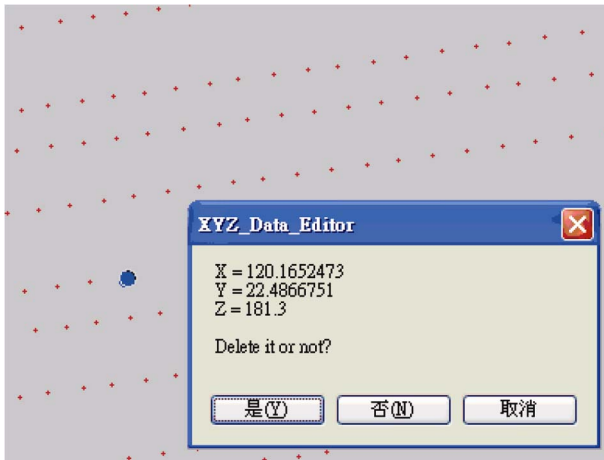 XYZ_Data_Editor
X = 120.1652473
Y = 22.4866751
Z = 181.3
Delete it or not?
是(Y) 否(N) 取消